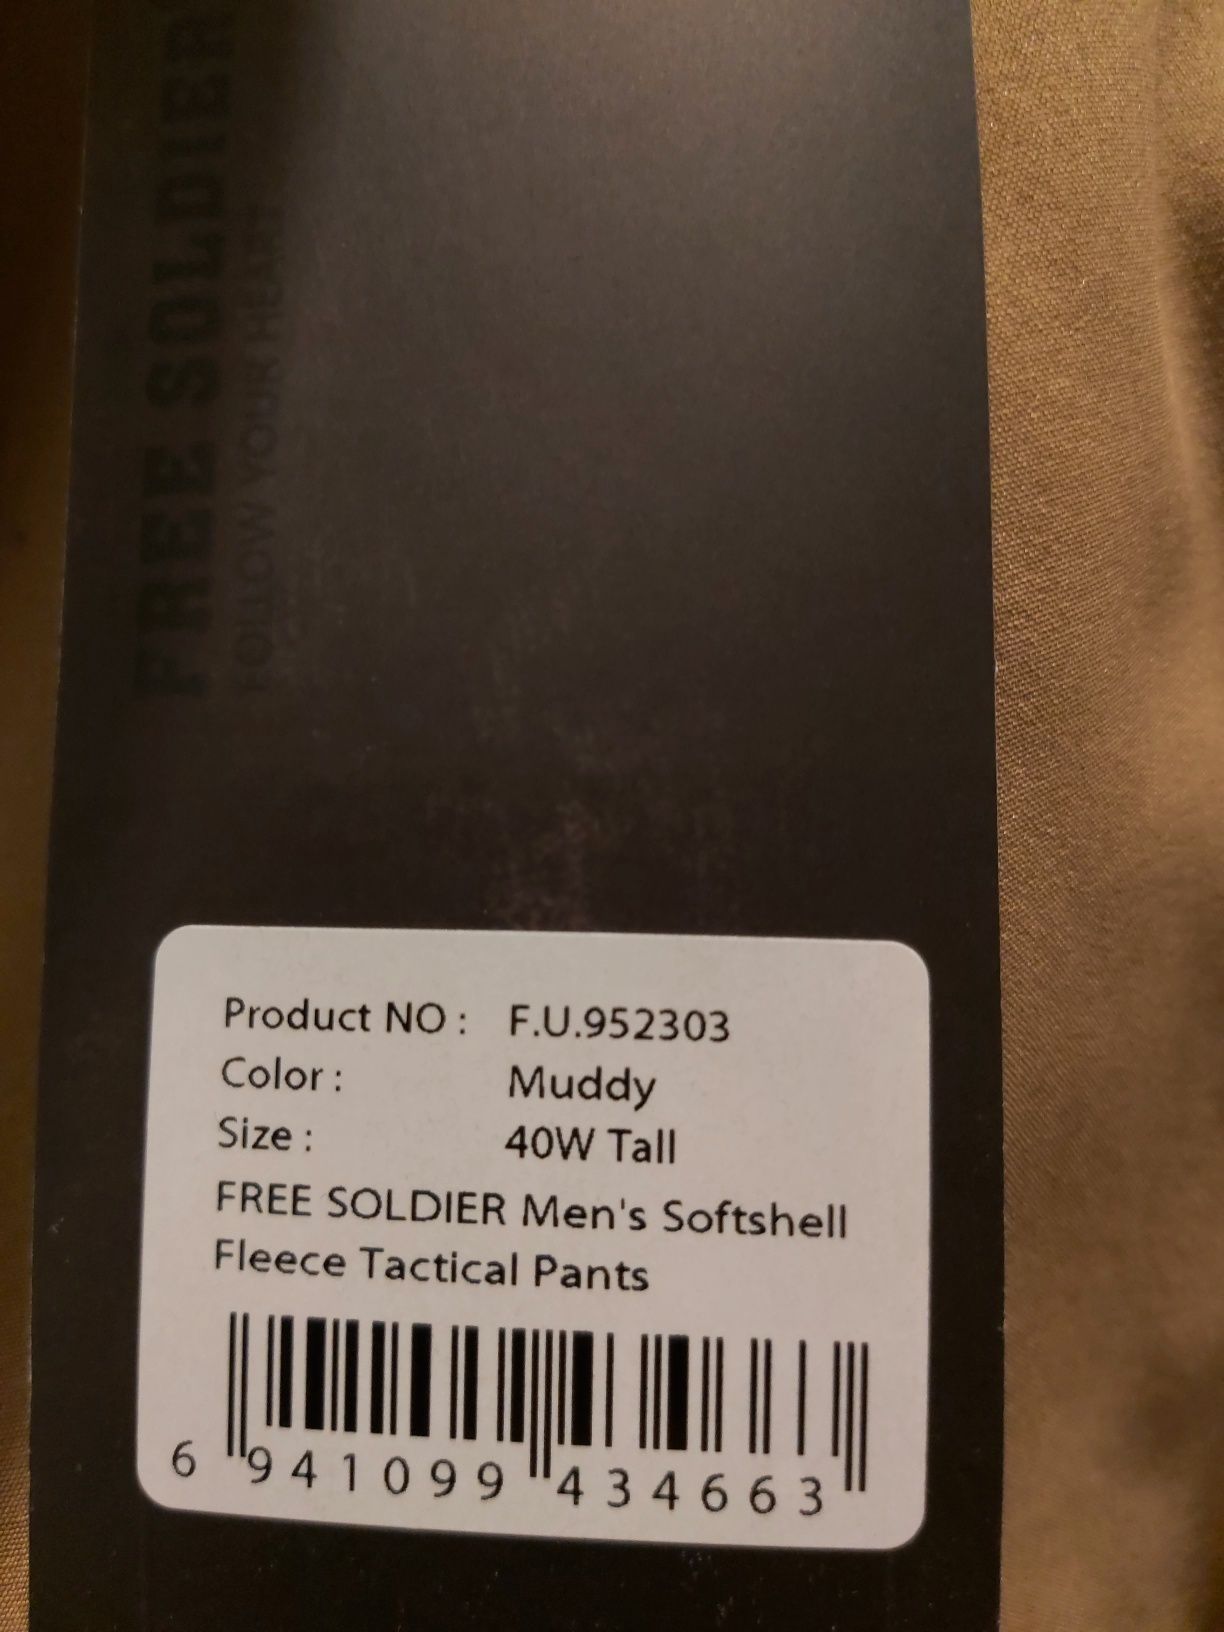 FREE SOLDIER
FOLLOW YOUR HEART
Product NO : F.U.952303
Color : Muddy
Size : 40W Tall
FREE SOLDIER Men's Softshell
Fleece Tactical Pants
6 941099 434663